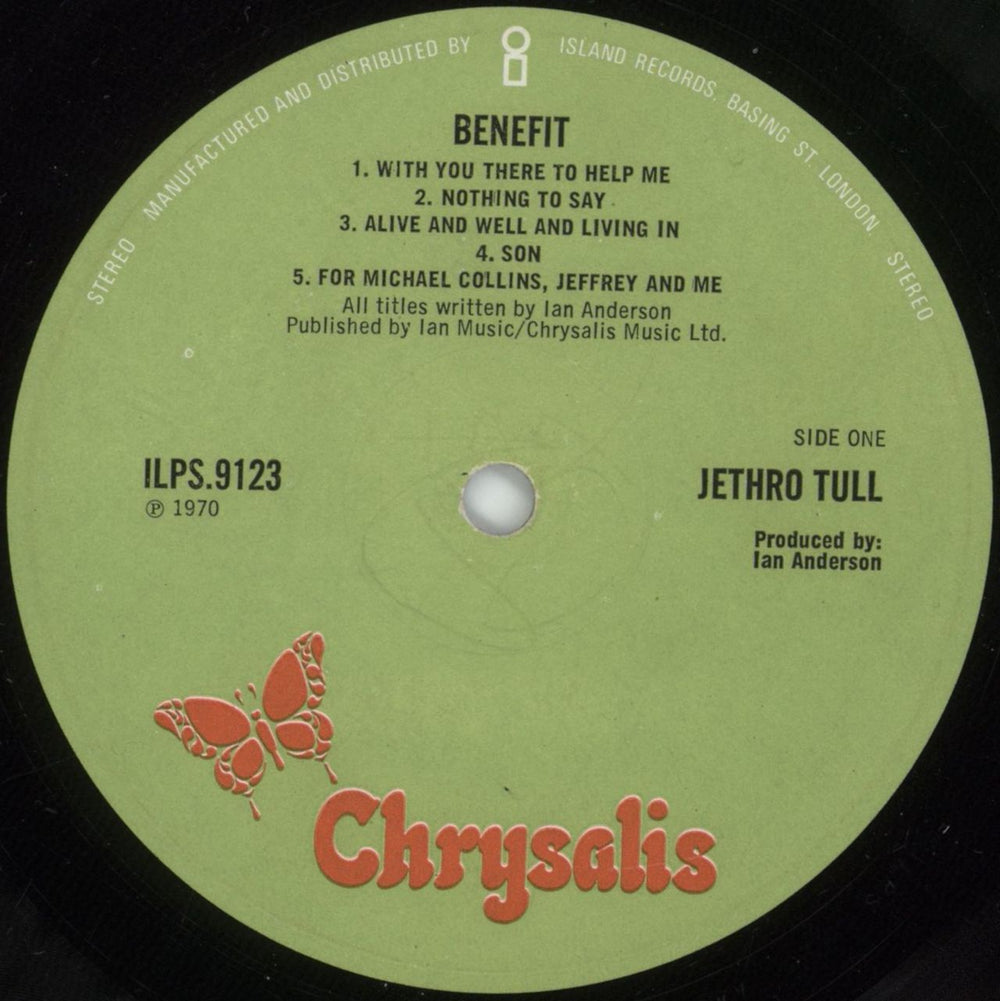 STEREO MANUFACTURED AND DISTRIBUTED BY ISLAND RECORDS, BASING ST. LONDON STEREO
BENEFIT
1. WITH YOU THERE TO HELP ME
2. NOTHING TO SAY
3. ALIVE AND WELL AND LIVING IN
4. SON
5. FOR MICHAEL COLLINS, JEFFREY AND ME
All titles written by Ian Anderson
Published by Ian Music/Chrysalis Music Ltd.
SIDE ONE
ILPS.9123
JETHRO TULL
℗ 1970
Produced by:
Ian Anderson
Chrysalis